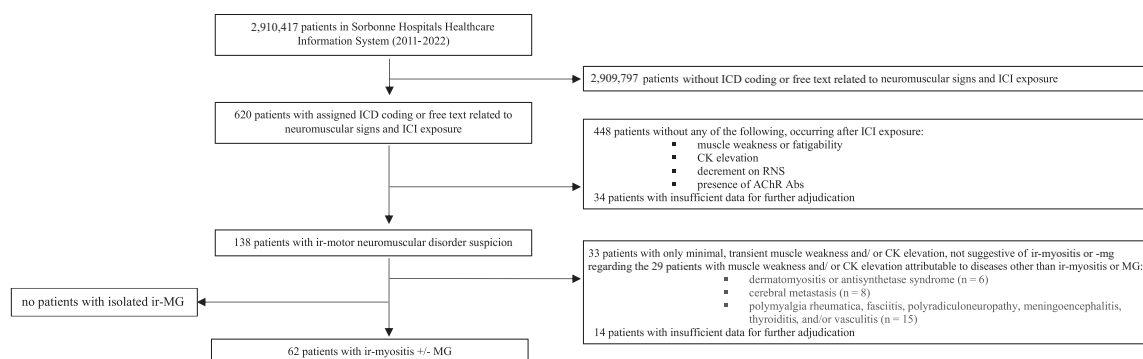 2,910,417 patients in Sorbonne Hospitals Healthcare
Information System (2011-2022)
2,909,797 patients without ICD coding or free text related to neuromuscular signs and ICI exposure
620 patients with assigned ICD coding or free text related to
neuromuscular signs and ICI exposure
448 patients without any of the following, occurring after ICI exposure:
▪ muscle weakness or fatigability
▪ CK elevation
▪ decrement on RNS
▪ presence of AChR Abs
34 patients with insufficient data for further adjudication
138 patients with ir-motor neuromuscular disorder suspicion
33 patients with only minimal, transient muscle weakness and/ or CK elevation, not suggestive of ir-myositis or -mg
regarding the 29 patients with muscle weakness and/ or CK elevation attributable to diseases other than ir-myositis or MG:
▪ dermatomyositis or antisynthetase syndrome (n = 6)
▪ cerebral metastasis (n = 8)
▪ polymyalgia rheumatica, fasciitis, polyradiculoneuropathy, meningoencephalitis,
thyroiditis, and/or vasculitis (n = 15)
14 patients with insufficient data for further adjudication
no patients with isolated ir-MG
62 patients with ir-myositis +/- MG